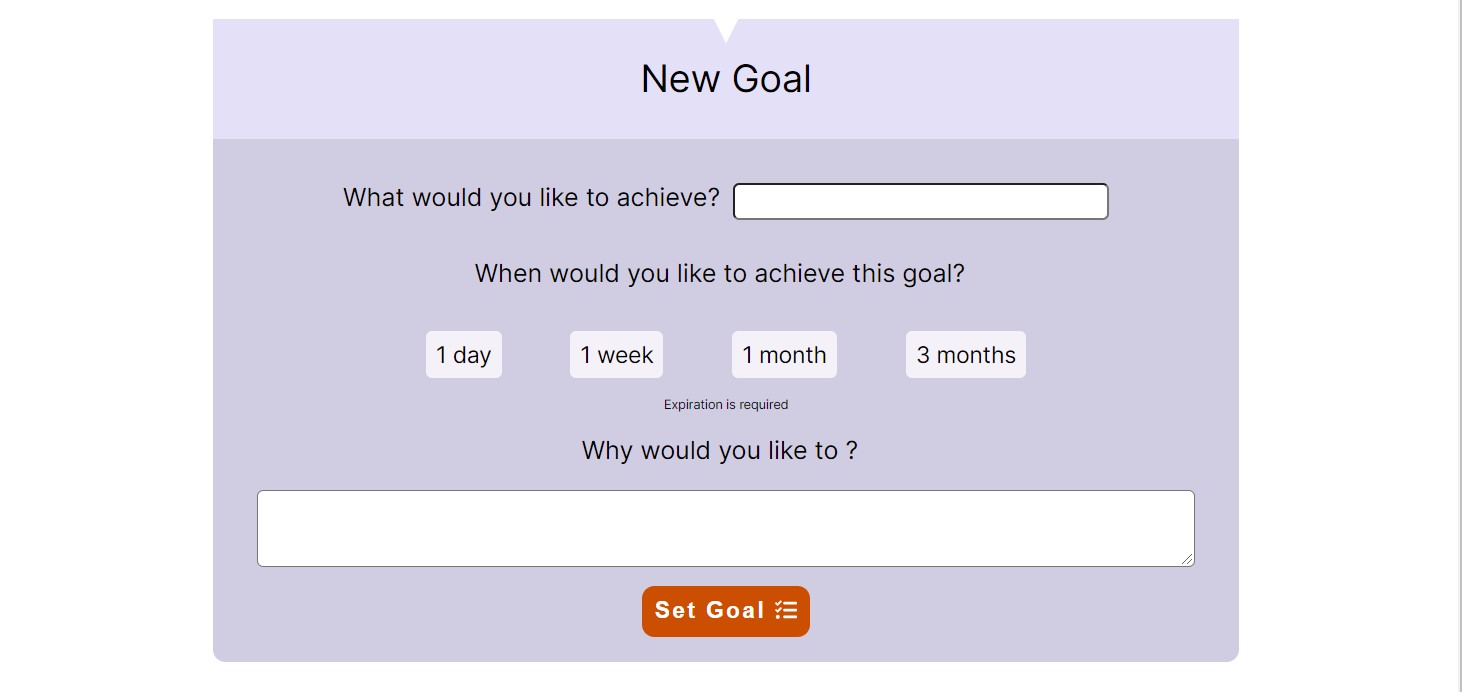 New Goal
What would you like to achieve?
When would you like to achieve this goal?
1 day 1 week 1 month 3 months
Expiration is required
Why would you like to ?
Set Goal